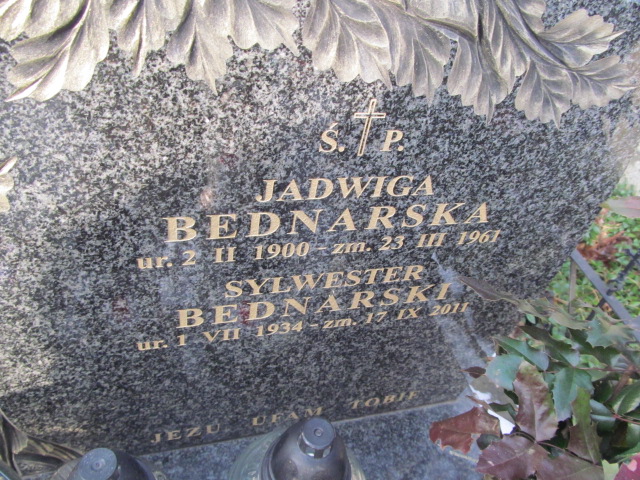 Ś. P.
JADWIGA
BEDNARSKA
ur. 2 II 1900 - zm. 23 III 1961
SYLWESTER
BEDNARSKI
ur. 1 VII 1934 - zm. 17 IX 2011
JEZU UFAM TOBIE